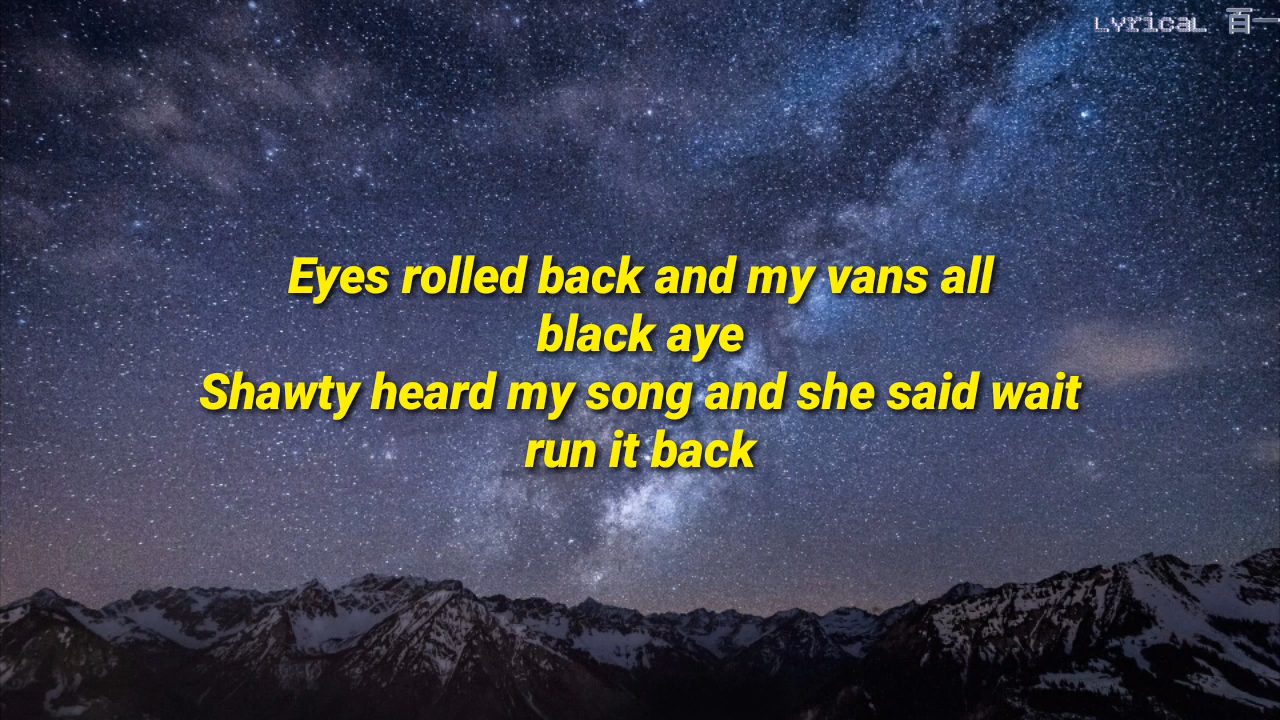 LYRICAL 百一
Eyes rolled back and my vans all
black aye
Shawty heard my song and she said wait
run it back